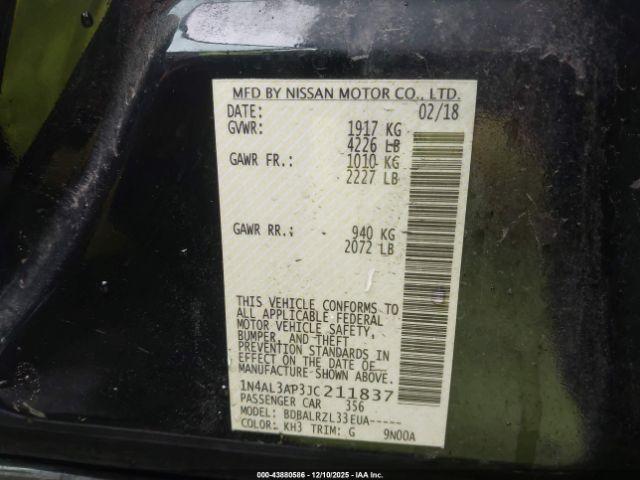 MFD BY NISSAN MOTOR CO., LTD.
DATE: 02/18
GVWR: 1917 KG
4226 LB
GAWR FR.: 1010 KG
2227 LB
GAWR RR.: 940 KG
2072 LB
THIS VEHICLE CONFORMS TO
ALL APPLICABLE FEDERAL
MOTOR VEHICLE SAFETY,
BUMPER, AND THEFT
PREVENTION STANDARDS IN
EFFECT ON THE DATE OF
MANUFACTURE SHOWN ABOVE.
1N4AL3AP3JC211837
PASSENGER CAR 356
MODEL: BDBALRZL33EUA-----
COLOR: KH3 TRIM: G 9N00A
000-43880586 - 12/10/2025 - IAAI.COM